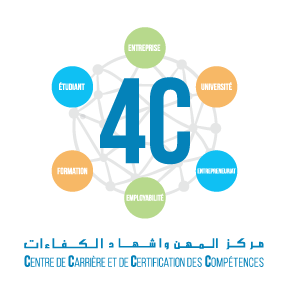 ENTREPRISE
ÉTUDIANT
UNIVERSITÉ
4C
FORMATION
ENTREPRENEURIAT
EMPLOYABILITÉ
مركز المهن واشهاد الكفاءات
CENTRE DE CARRIÈRE ET DE CERTIFICATION DES COMPÉTENCES